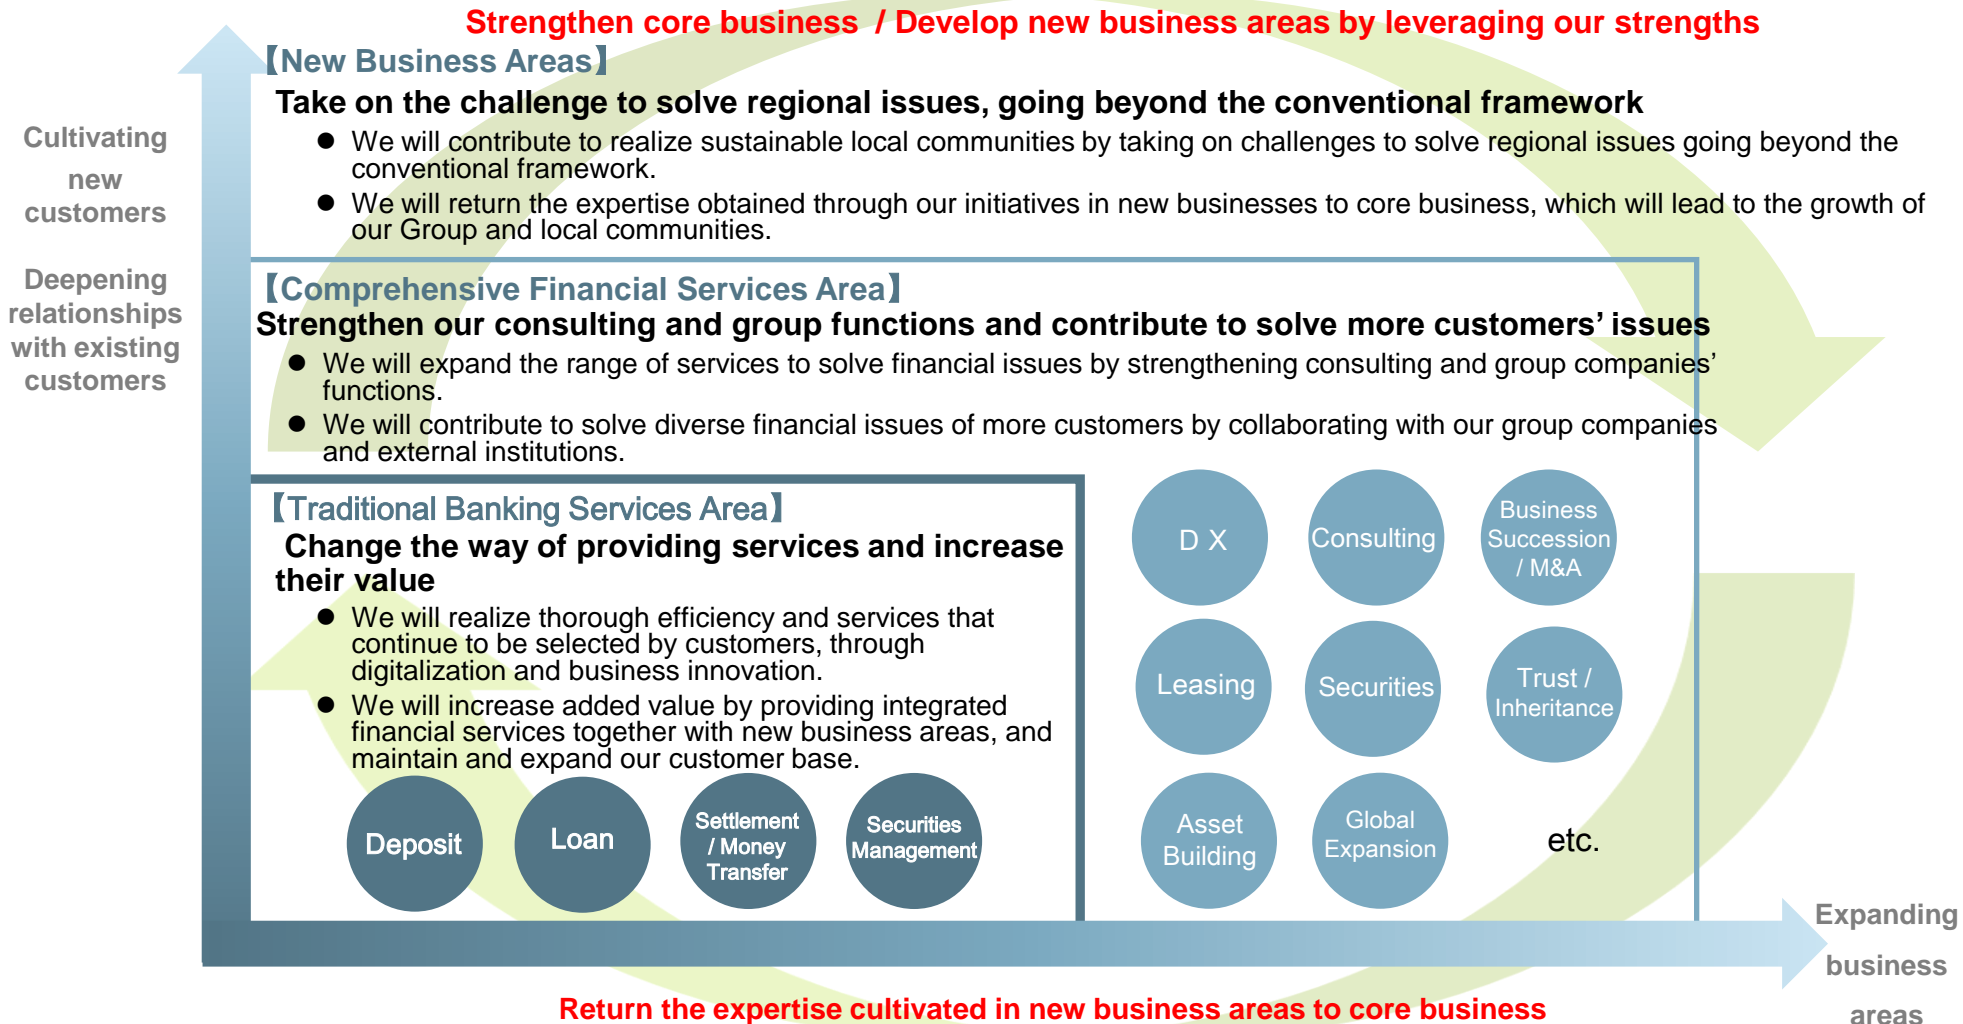 Strengthen core business / Develop new business areas by leveraging our strengths
【New Business Areas】
Take on the challenge to solve regional issues, going beyond the conventional framework
● We will contribute to realize sustainable local communities by taking on challenges to solve regional issues going beyond the
conventional framework.
● We will return the expertise obtained through our initiatives in new businesses to core business, which will lead to the growth of
our Group and local communities.
Cultivating
new
customers
Deepening
relationships
with existing
customers
【Comprehensive Financial Services Area】
Strengthen our consulting and group functions and contribute to solve more customers' issues
● We will expand the range of services to solve financial issues by strengthening consulting and group companies'
functions.
● We will contribute to solve diverse financial issues of more customers by collaborating with our group companies
and external institutions.
【Traditional Banking Services Area】
Change the way of providing services and increase
their value
● We will realize thorough efficiency and services that
continue to be selected by customers, through
digitalization and business innovation.
● We will increase added value by providing integrated
financial services together with new business areas, and
maintain and expand our customer base.
Deposit
Loan
Settlement
/ Money
Transfer
Securities
Management
D X
Consulting
Business
Succession
/ M&A
Leasing
Securities
Trust /
Inheritance
Asset
Building
Global
Expansion
etc.
Expanding
business
areas
Return the expertise cultivated in new business areas to core business